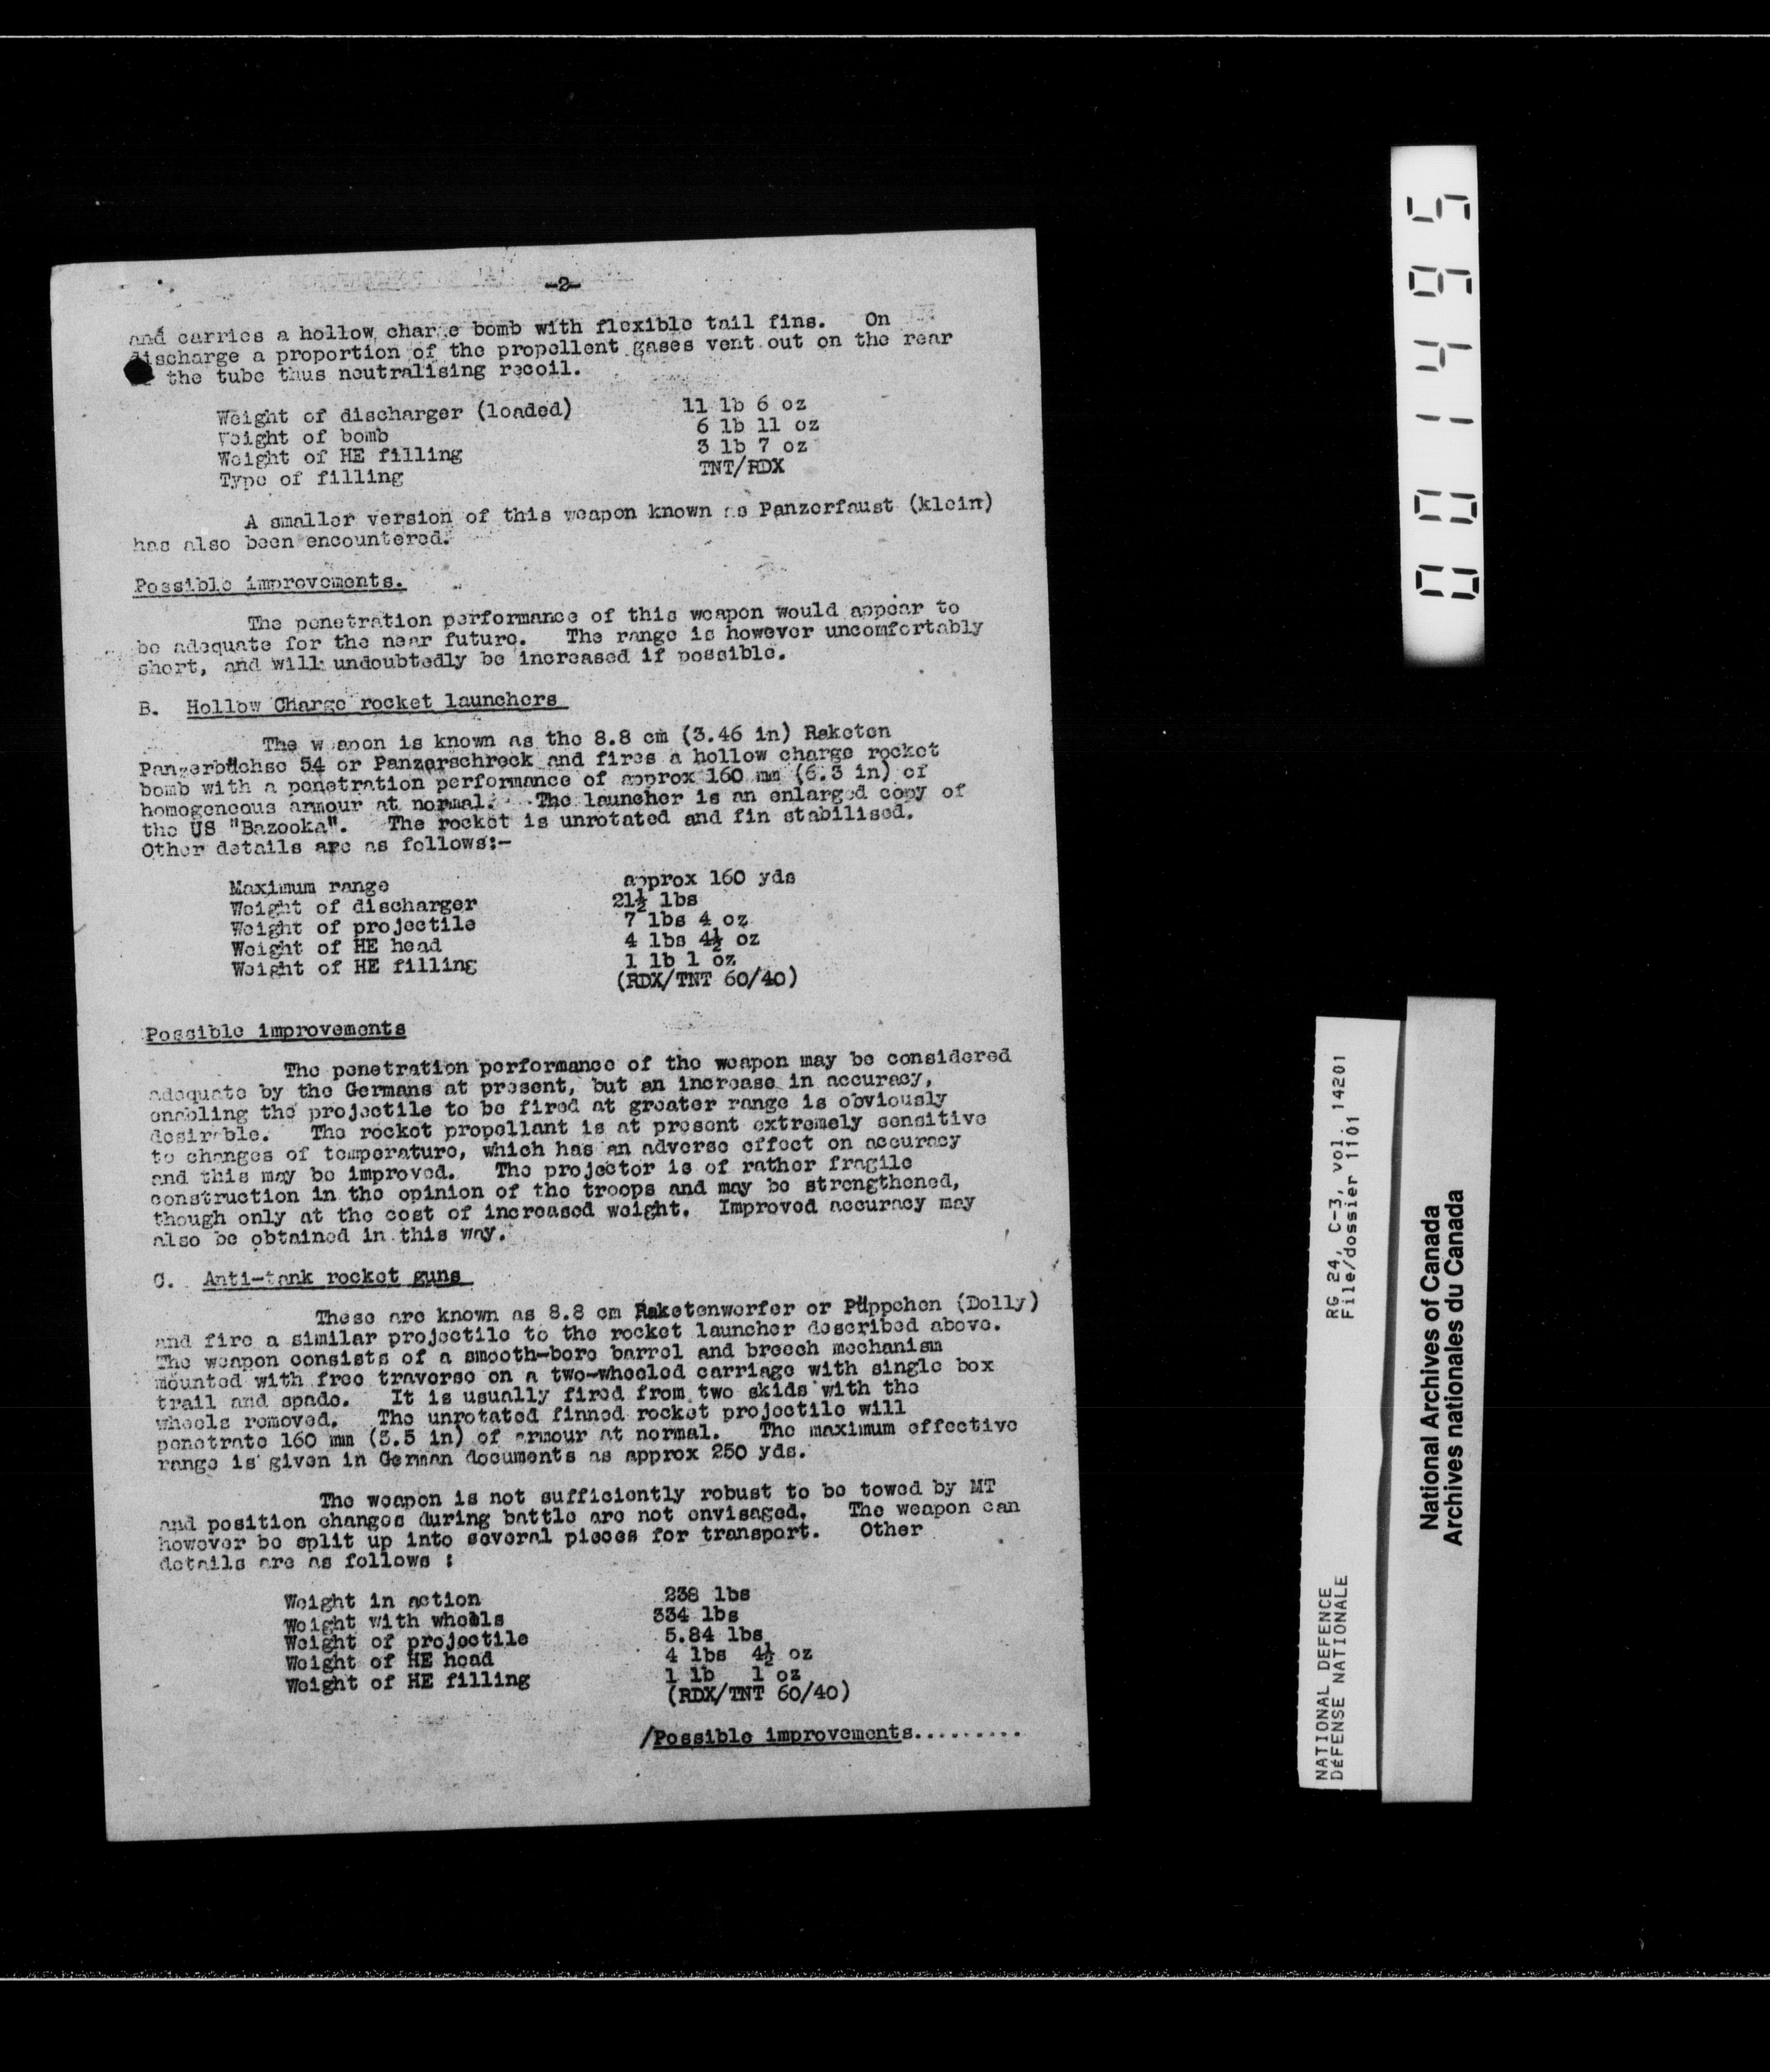 -2-
and carries a hollow charge bomb with flexible tail fins. On
discharge a proportion of the propellent gases vent out on the rear
the tube thus neutralising recoil.
Weight of discharger (loaded) 11 lb 6 oz
Weight of bomb 6 lb 11 oz
Weight of HE filling 3 lb 7 oz
Type of filling TNT/RDX
A smaller version of this weapon known as Panzerfaust (klein)
has also been encountered.
Possible improvements.
The penetration performance of this weapon would appear to
be adequate for the near future. The range is however uncomfortably
short, and will undoubtedly be increased if possible.
B. Hollow Charge rocket launchers
The weapon is known as the 8.8 cm (3.46 in) Raketen
Panzerbüchse 54 or Panzerschreck and fires a hollow charge rocket
bomb with a penetration performance of approx 160 mm (6.3 in) of
homogeneous armour at normal. The launcher is an enlarged copy of
the US "Bazooka". The rocket is unrotated and fin stabilised.
Other details are as follows:-
Maximum range approx 160 yds
Weight of discharger 21½ lbs
Weight of projectile 7 lbs 4 oz
Weight of HE head 4 lbs 4½ oz
Weight of HE filling 1 lb 1 oz
(RDX/TNT 60/40)
Possible improvements
The penetration performance of the weapon may be considered
adequate by the Germans at present, but an increase in accuracy,
enabling the projectile to be fired at greater range is obviously
desirable. The rocket propellant is at present extremely sensitive
to changes of temperature, which has an adverse effect on accuracy
and this may be improved. The projector is of rather fragile
construction in the opinion of the troops and may be strengthened,
though only at the cost of increased weight. Improved accuracy may
also be obtained in this way.
C. Anti-tank rocket guns
These are known as 8.8 cm Raketenwerfer or Püppchen (Dolly)
and fire a similar projectile to the rocket launcher described above.
The weapon consists of a smooth-bore barrel and breech mechanism
mounted with free traverse on a two-wheeled carriage with single box
trail and spade. It is usually fired from two skids with the
wheels removed. The unrotated finned rocket projectile will
penetrate 160 mm (3.5 in) of armour at normal. The maximum effective
range is given in German documents as approx 250 yds.
The weapon is not sufficiently robust to be towed by MT
and position changes during battle are not envisaged. The weapon can
however be split up into several pieces for transport. Other
details are as follows :
Weight in action 238 lbs
Weight with wheels 334 lbs
Weight of projectile 5.84 lbs
Weight of HE head 4 lbs 4½ oz
Weight of HE filling 1 lb 1 oz
(RDX/TNT 60/40)
/Possible improvements.........
001495
NATIONAL DEFENCE RG 24, C-3, vol. 14201
DéFENSE NATIONALE File/dossier 1101
National Archives of Canada
Archives nationales du Canada